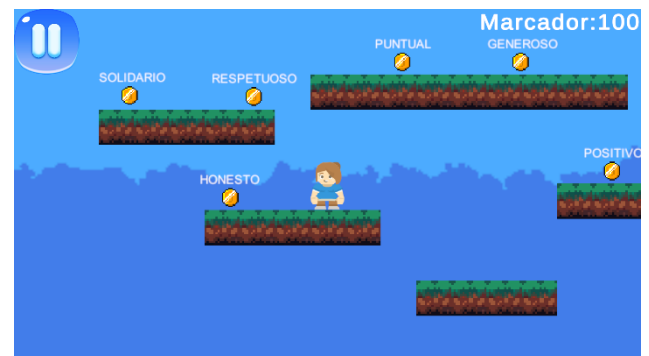 Marcador:100
PUNTUAL
GENEROSO
SOLIDARIO
RESPETUOSO
POSITIVO
HONESTO